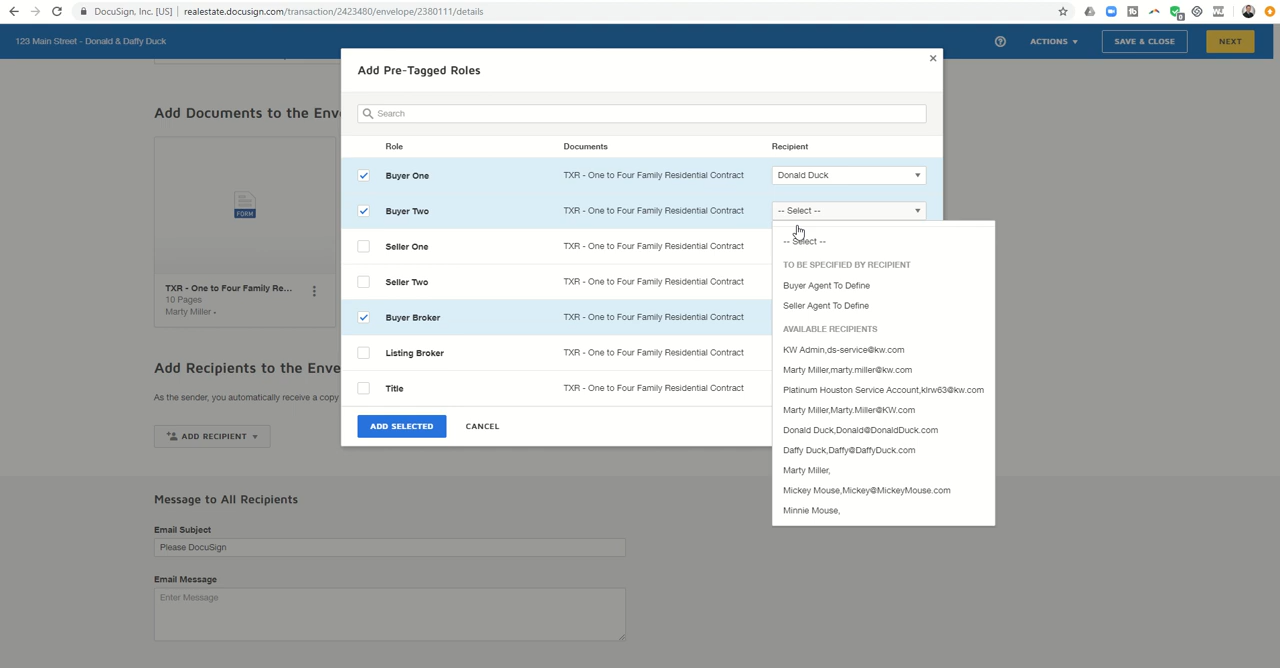 DocuSign, Inc. [US] | realestate.docusign.com/transaction/2423480/envelope/2380111/details
123 Main Street - Donald & Daffy Duck
ACTIONS
SAVE & CLOSE
NEXT
Add Documents to the Enve
FORM
TXR - One to Four Family Re...
10 Pages
Marty Miller -
Add Recipients to the Enve
As the sender, you automatically receive a copy
ADD RECIPIENT
Message to All Recipients
Email Subject
Please DocuSign
Email Message
Enter Message
Add Pre-Tagged Roles
Search
Role Documents Recipient
Buyer One TXR - One to Four Family Residential Contract Donald Duck
Buyer Two TXR - One to Four Family Residential Contract -- Select --
Seller One TXR - One to Four Family Residential Contract
Seller Two TXR - One to Four Family Residential Contract
Buyer Broker TXR - One to Four Family Residential Contract
Listing Broker TXR - One to Four Family Residential Contract
Title TXR - One to Four Family Residential Contract
ADD SELECTED
CANCEL
-- Select --
TO BE SPECIFIED BY RECIPIENT
Buyer Agent To Define
Seller Agent To Define
AVAILABLE RECIPIENTS
KW Admin,ds-service@kw.com
Marty Miller,marty.miller@kw.com
Platinum Houston Service Account,klrw63@kw.com
Marty Miller,Marty.Miller@KW.com
Donald Duck,Donald@DonaldDuck.com
Daffy Duck,Daffy@DaffyDuck.com
Marty Miller,
Mickey Mouse,Mickey@MickeyMouse.com
Minnie Mouse,